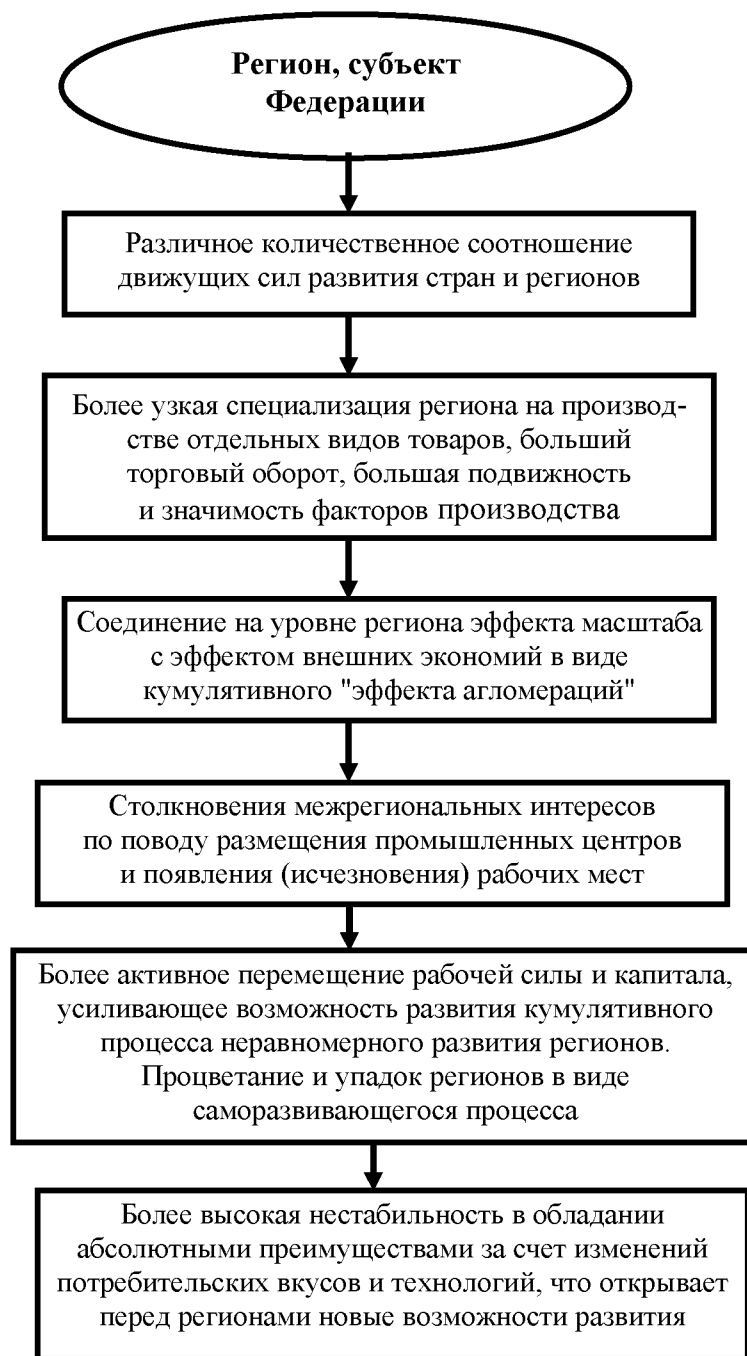 Регион, субъект
Федерации
Различное количественное соотношение
движущих сил развития стран и регионов
Более узкая специализация региона на производ-
стве отдельных видов товаров, больший
торговый оборот, большая подвижность
и значимость факторов производства
Соединение на уровне региона эффекта масштаба
с эффектом внешних экономий в виде
кумулятивного "эффекта агломераций"
Столкновения межрегиональных интересов
по поводу размещения промышленных центров
и появления (исчезновения) рабочих мест
Более активное перемещение рабочей силы и капитала,
усиливающее возможность развития кумулятивного
процесса неравномерного развития регионов.
Процветание и упадок регионов в виде
саморазвивающегося процесса
Более высокая нестабильность в обладании
абсолютными преимуществами за счет изменений
потребительских вкусов и технологий, что открывает
перед регионами новые возможности развития